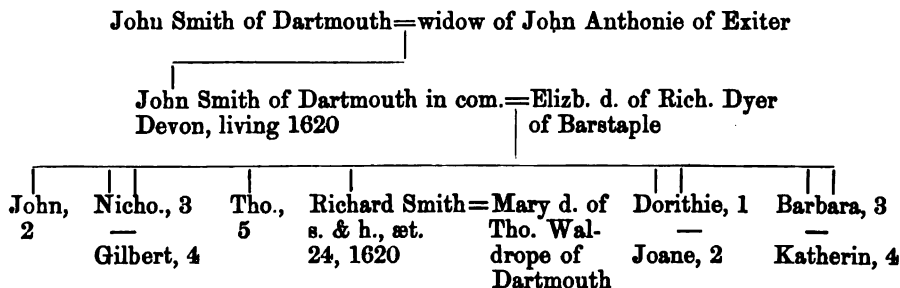 John Smith of Dartmouth=widow of John Anthonie of Exiter
John Smith of Dartmouth in com.=Elizb. d. of Rich. Dyer
Devon, living 1620 of Barstaple
John, Nicho., 3 Tho., Richard Smith=Mary d. of Dorithie, 1 Barbara, 3
2 — 5 s. & h., æt. Tho. Wal- — —
Gilbert, 4 24, 1620 drope of Joane, 2 Katherin, 4
Dartmouth